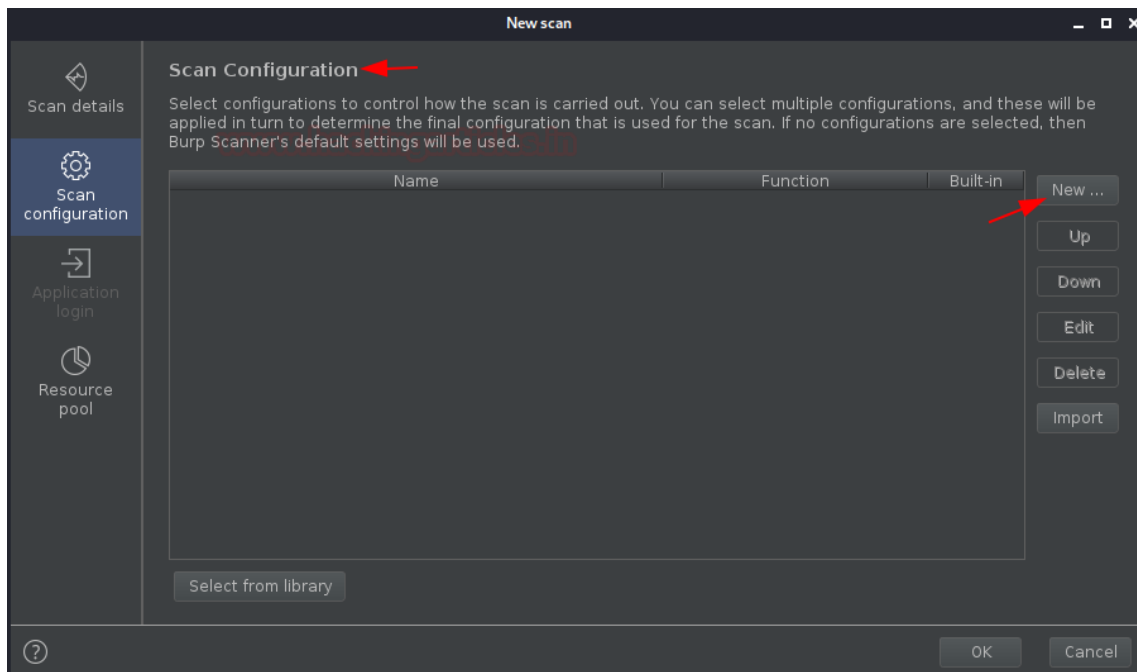 New scan
Scan details
Scan
configuration
Application
login
Resource
pool
Scan Configuration
Select configurations to control how the scan is carried out. You can select multiple configurations, and these will be
applied in turn to determine the final configuration that is used for the scan. If no configurations are selected, then
Burp Scanner's default settings will be used.
Name Function Built-in
New ...
Up
Down
Edit
Delete
Import
Select from library
? OK Cancel